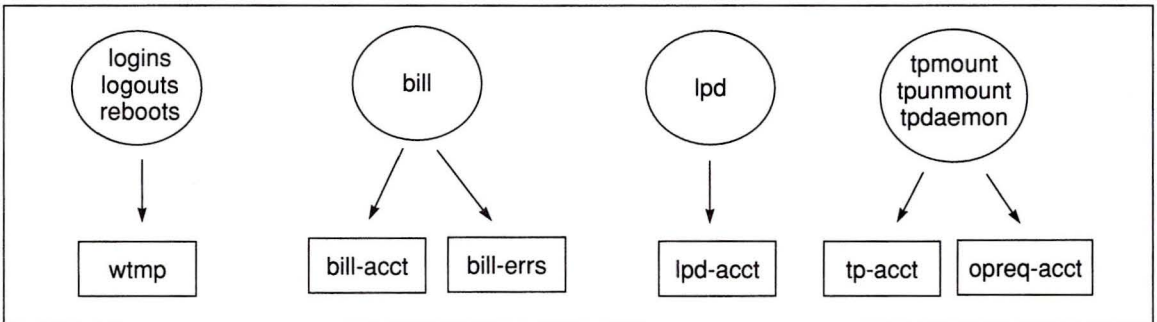 logins
logouts
reboots
bill
lpd
tpmount
tpunmount
tpdaemon
wtmp
bill-acct
bill-errs
lpd-acct
tp-acct
opreq-acct